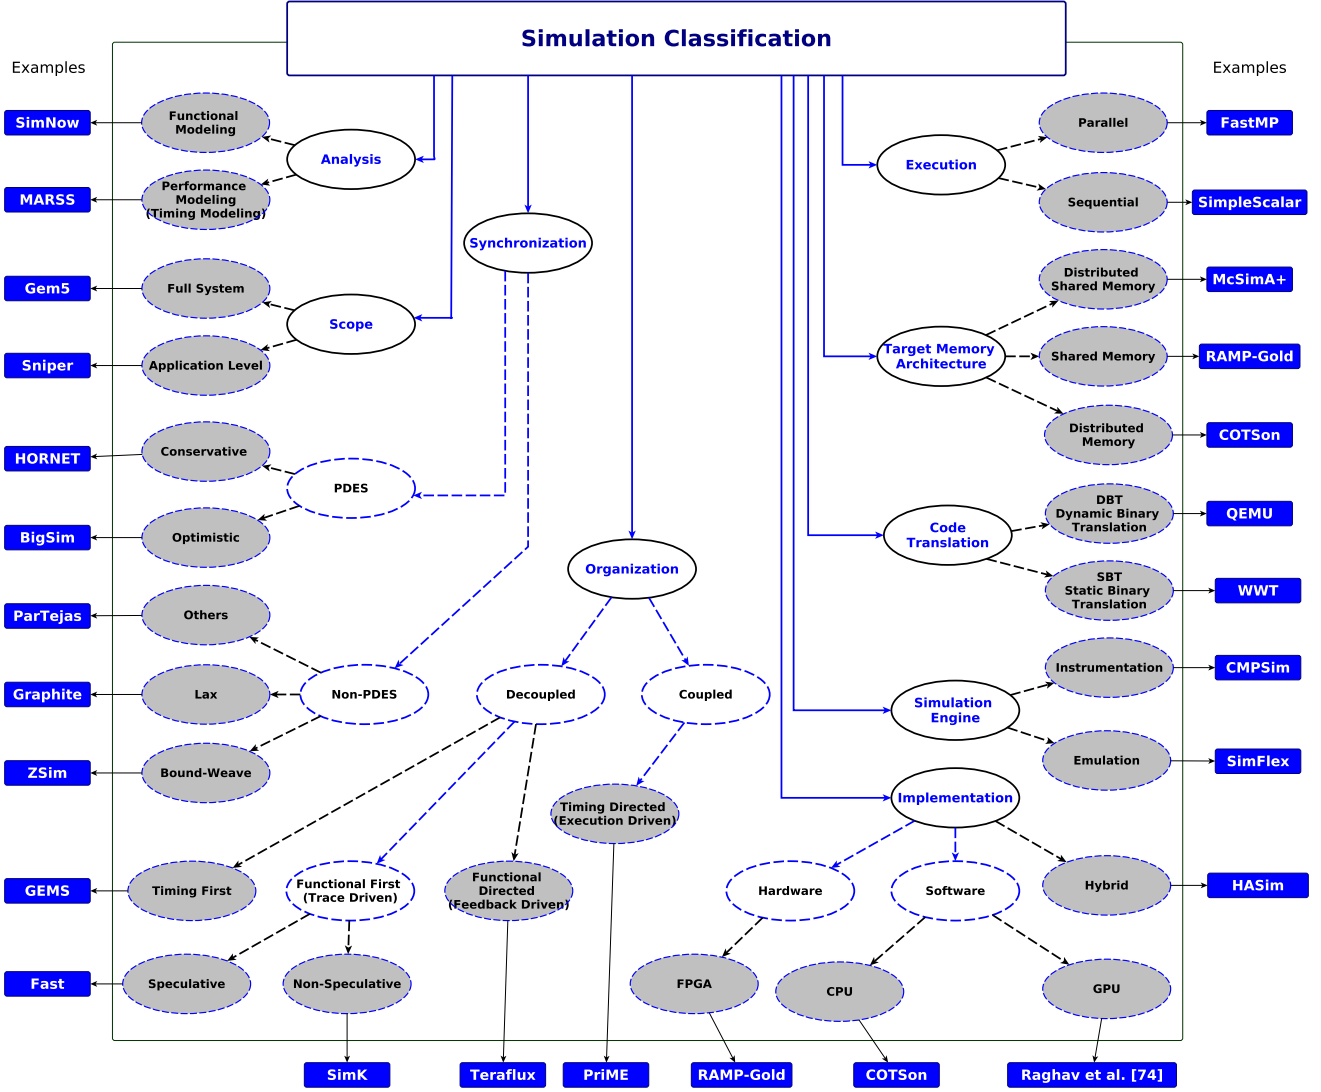 Simulation Classification
Examples
Examples
SimNow
Functional
Modeling
Analysis
MARSS
Performance
Modeling
(Timing Modeling)
Synchronization
Gem5
Full System
Scope
Sniper
Application Level
HORNET
Conservative
PDES
BigSim
Optimistic
ParTejas
Others
Graphite
Lax
Non-PDES
ZSim
Bound-Weave
Organization
Decoupled
Coupled
Timing Directed
(Execution Driven)
GEMS
Timing First
Functional First
(Trace Driven)
Functional
Directed
(Feedback Driven)
Fast
Speculative
Non-Speculative
Execution
Parallel
FastMP
Sequential
SimpleScalar
Target Memory
Architecture
Distributed
Shared Memory
McSimA+
Shared Memory
RAMP-Gold
Distributed
Memory
COTSon
Code
Translation
DBT
Dynamic Binary
Translation
QEMU
SBT
Static Binary
Translation
WWT
Simulation
Engine
Instrumentation
CMPSim
Emulation
SimFlex
Implementation
Hardware
Software
Hybrid
HASim
FPGA
CPU
GPU
SimK
Teraflux
PriME
RAMP-Gold
COTSon
Raghav et al. [74]